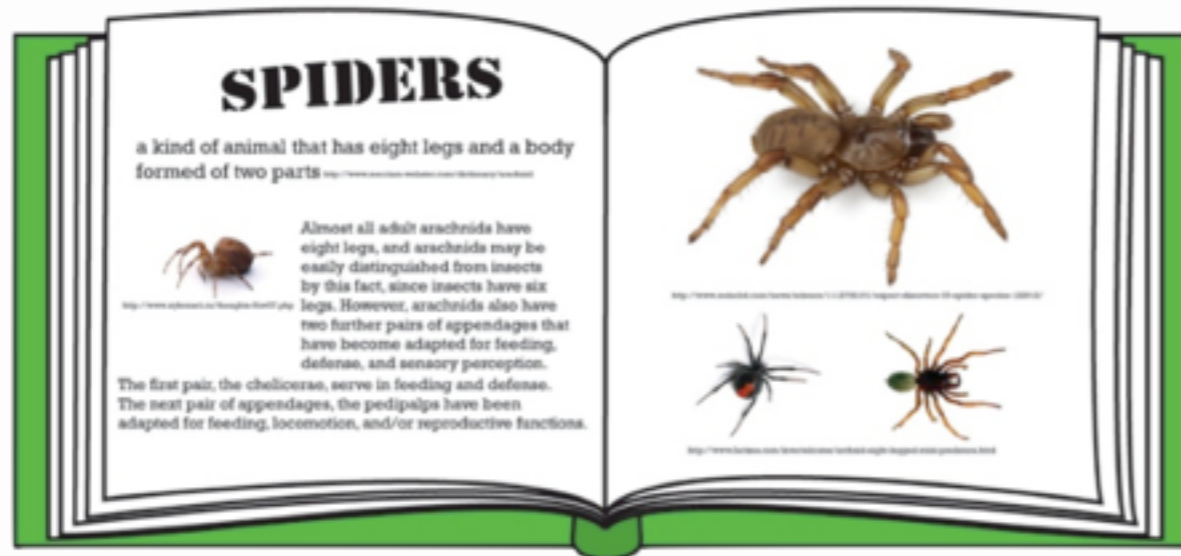 SPIDERS
a kind of animal that has eight legs and a body
formed of two parts
Almost all adult arachnids have
eight legs, and arachnids may be
easily distinguished from insects
by this fact, since insects have six
legs. However, arachnids also have
two further pairs of appendages that
have become adapted for feeding,
defense, and sensory perception.
The first pair, the chelicerae, serve in feeding and defense.
The next pair of appendages, the pedipalps have been
adapted for feeding, locomotion, and/or reproductive functions.